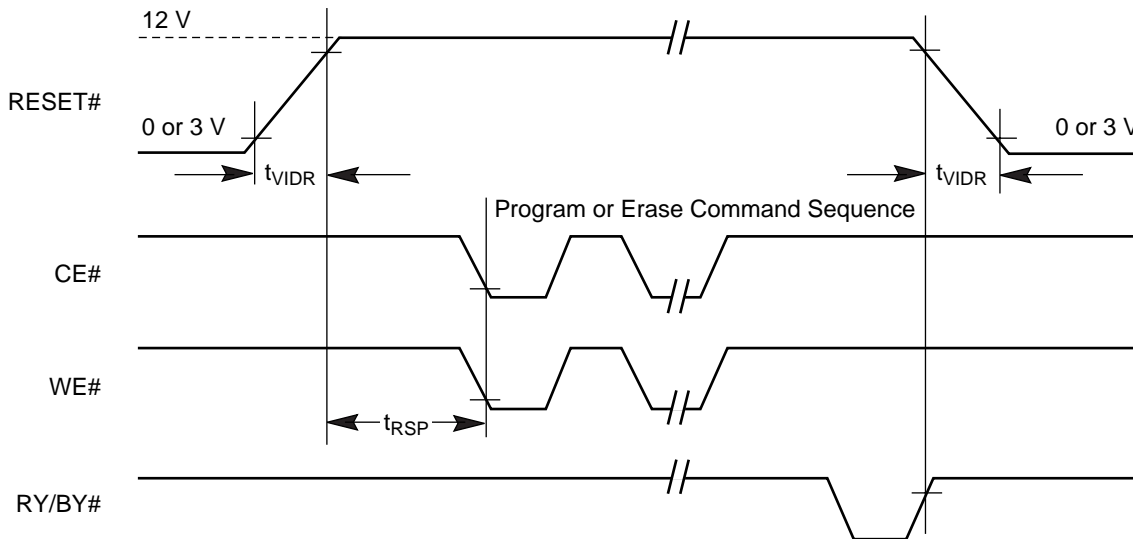 12 V
RESET#
0 or 3 V
0 or 3 V
tVIDR
tVIDR
Program or Erase Command Sequence
CE#
WE#
tRSP
RY/BY#